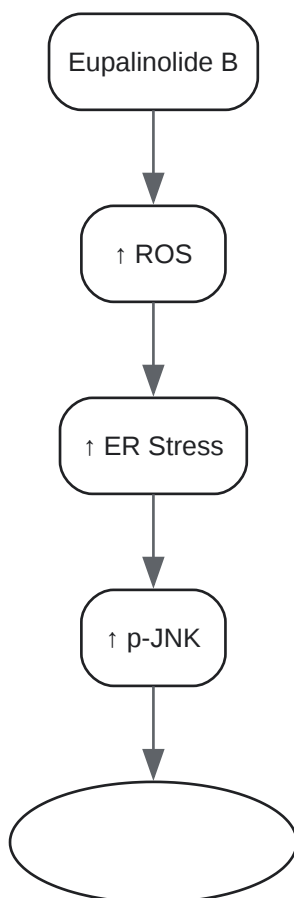 Eupalinolide B
↑ ROS
↑ ER Stress
↑ p-JNK